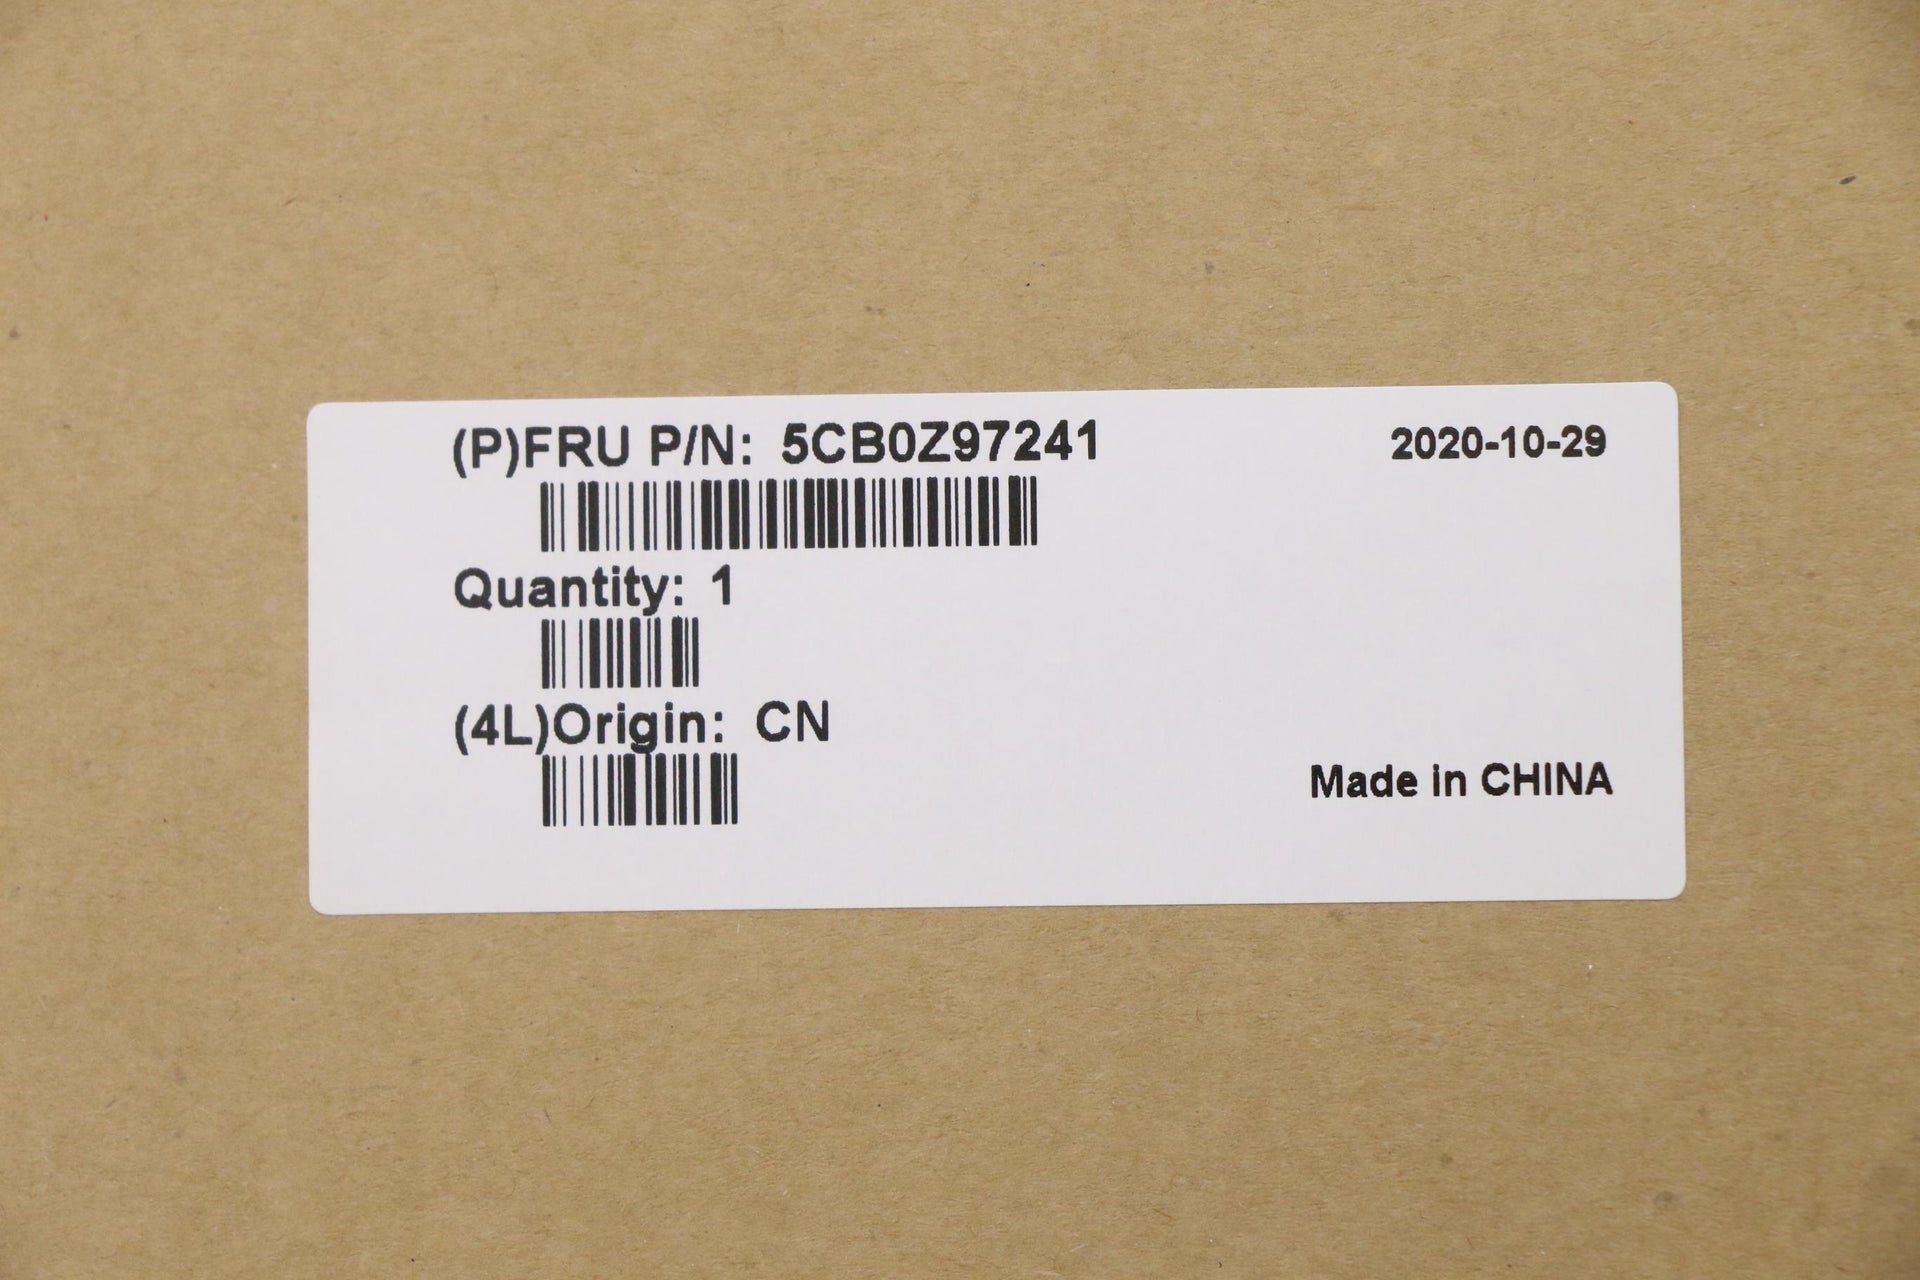 (P)FRU P/N: 5CB0Z97241
2020-10-29
Quantity: 1
(4L)Origin: CN
Made in CHINA